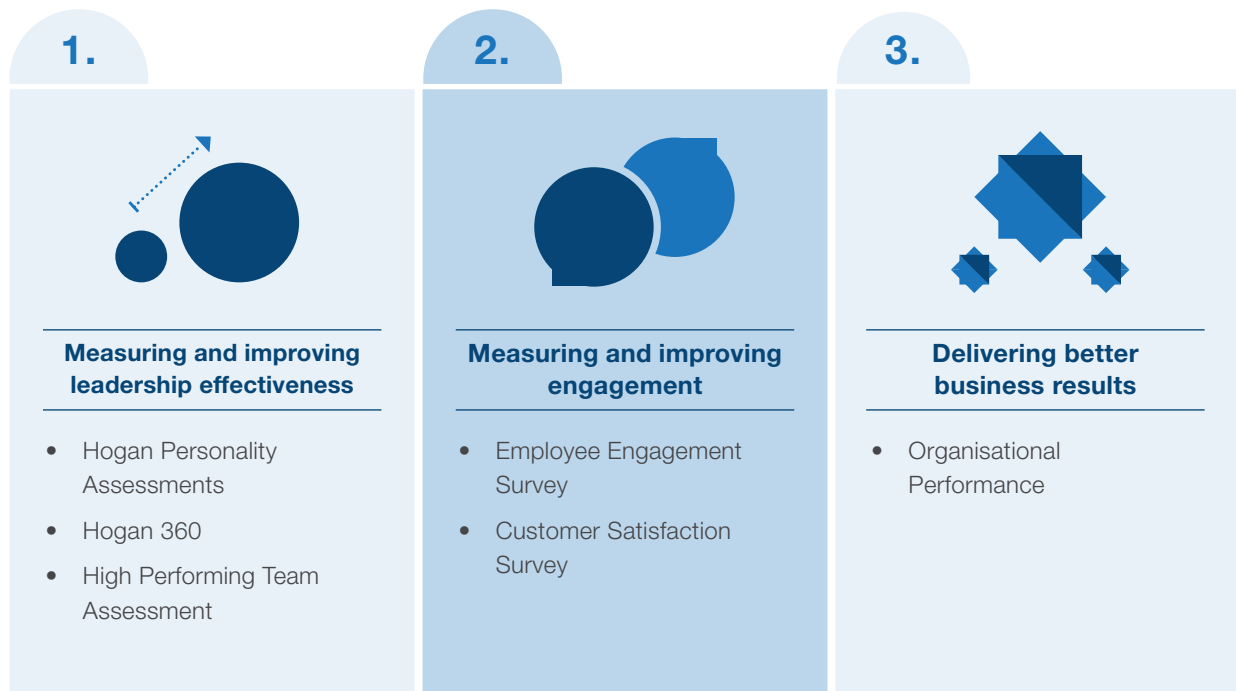 1.
Measuring and improving
leadership effectiveness
• Hogan Personality
Assessments
• Hogan 360
• High Performing Team
Assessment
2.
Measuring and improving
engagement
• Employee Engagement
Survey
• Customer Satisfaction
Survey
3.
Delivering better
business results
• Organisational
Performance